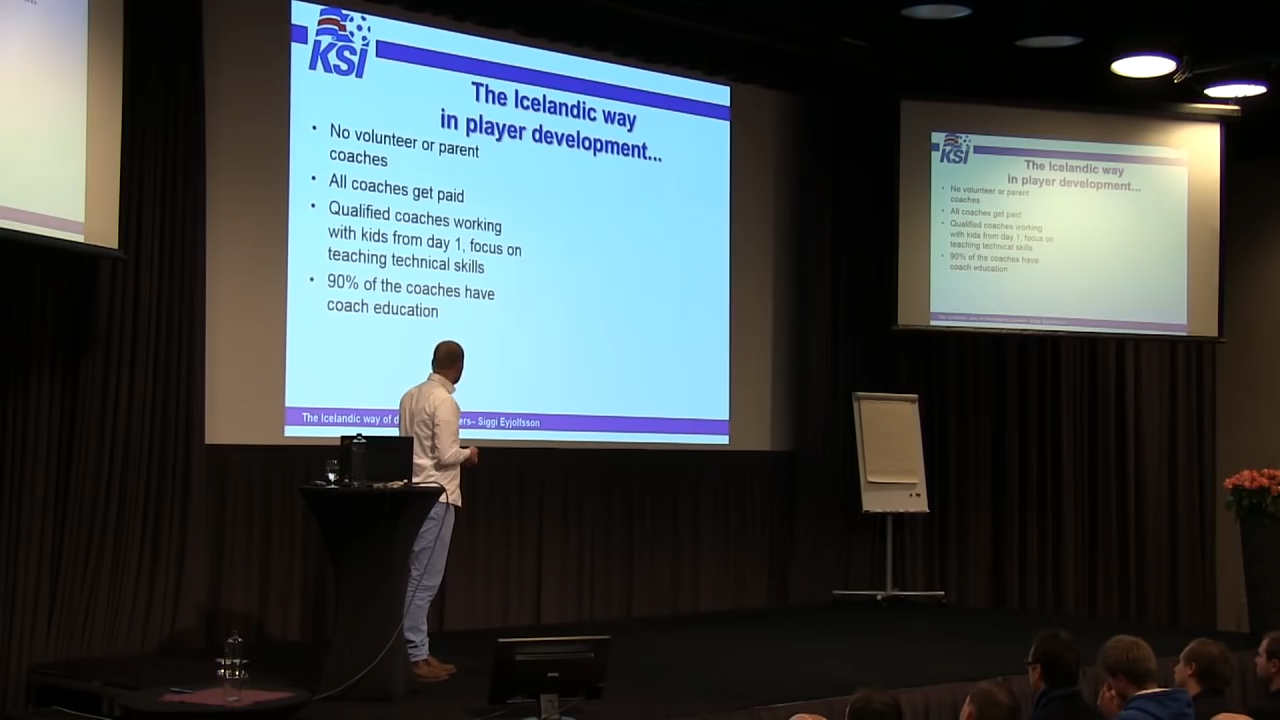 KSÍ
The Icelandic way
in player development...
• No volunteer or parent
coaches
• All coaches get paid
• Qualified coaches working
with kids from day 1, focus on
teaching technical skills
• 90% of the coaches have
coach education
The Icelandic way of d ers– Siggi Eyjolfsson
KSÍ
The Icelandic way
in player development...
• No volunteer or parent
coaches
• All coaches get paid
• Qualified coaches working
with kids from day 1, focus on
teaching technical skills
• 90% of the coaches have
coach education